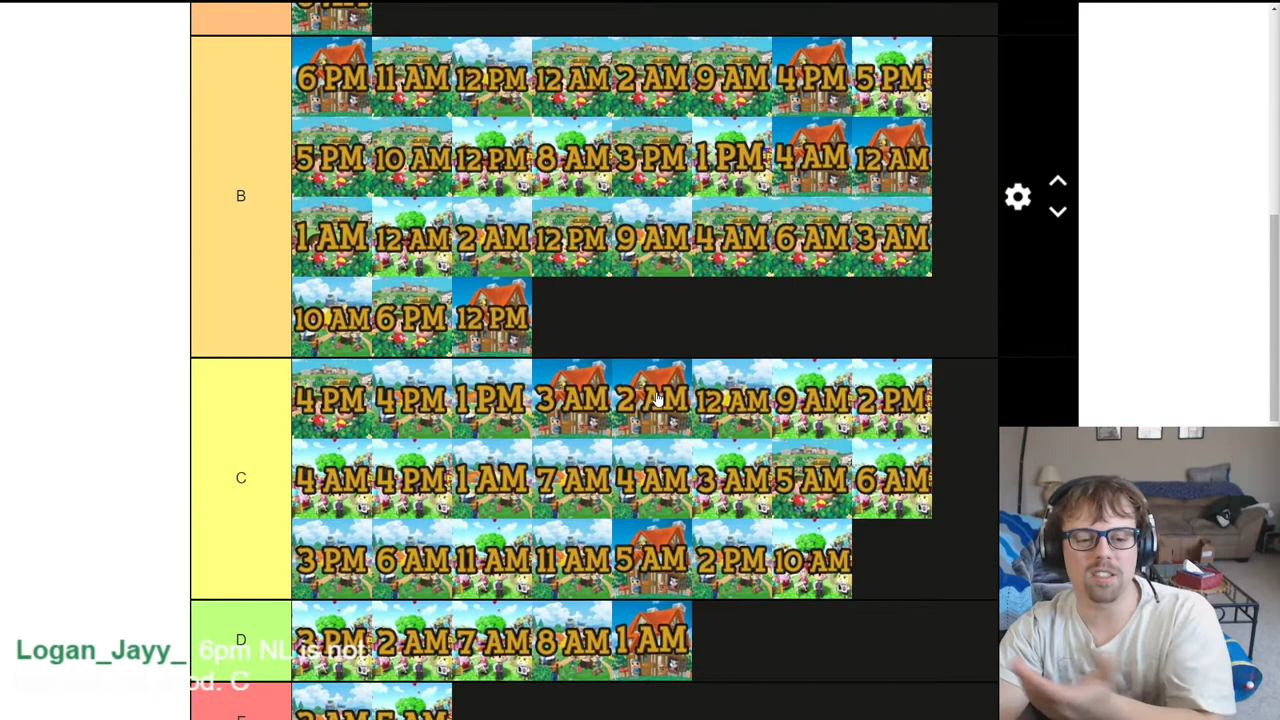 B
6 PM 11 AM 12 PM 12 AM 2 AM 9 AM 4 PM 5 PM
5 PM 10 AM 12 PM 8 AM 3 PM 1 PM 4 AM 12 AM
1 AM 12 AM 2 AM 12 PM 9 AM 4 AM 6 AM 3 AM
10 AM 6 PM 12 PM
C
4 PM 4 PM 1 PM 3 AM 2 AM 12 AM 9 AM 2 PM
4 AM 4 PM 1 AM 7 AM 4 AM 3 AM 5 AM 6 AM
3 PM 6 AM 11 AM 11 AM 5 AM 2 PM 10 AM
D
3 PM 2 AM 7 AM 8 AM 1 AM
Logan_Jayy_ 6pm NL is not
C